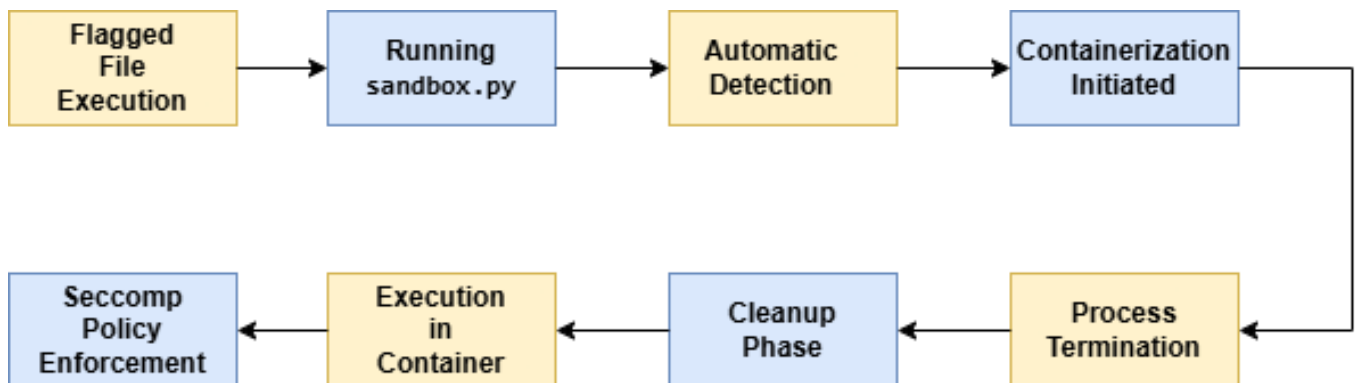 Flagged
File
Execution
Running
sandbox.py
Automatic
Detection
Containerization
Initiated
Seccomp
Policy
Enforcement
Execution
in
Container
Cleanup
Phase
Process
Termination